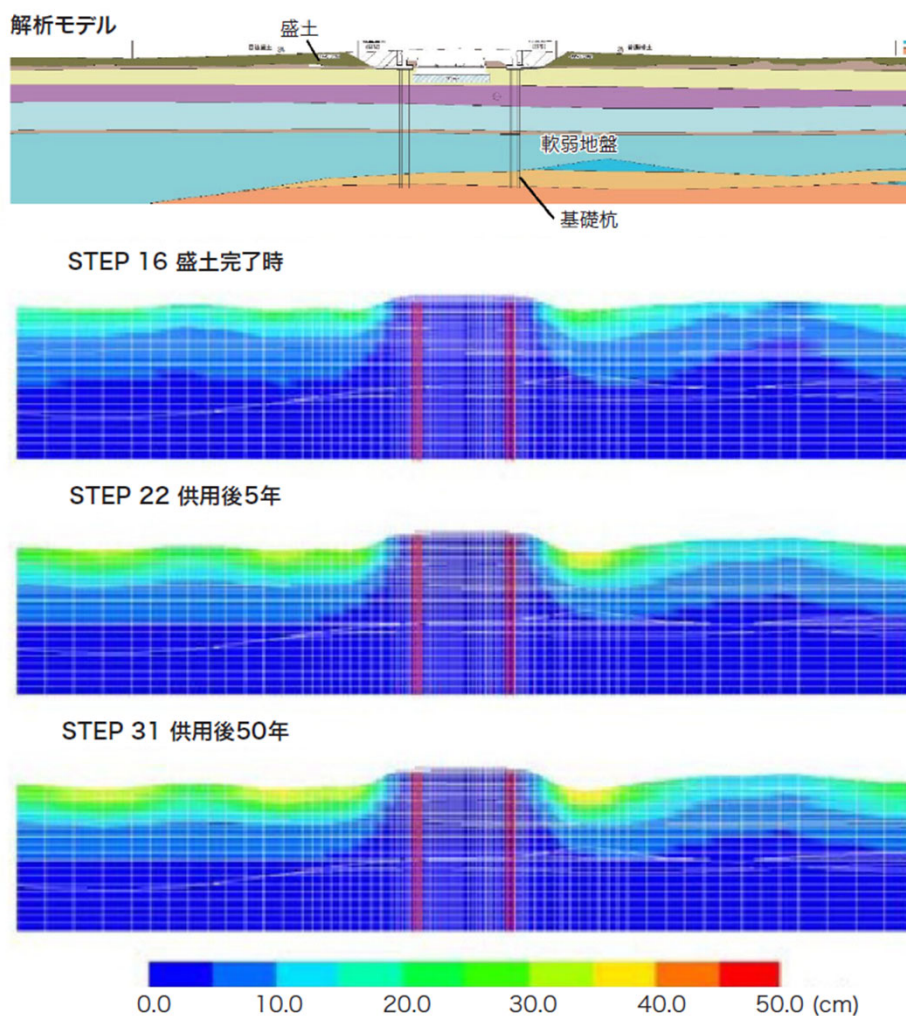 解析モデル
盛土
軟弱地盤
基礎杭
STEP 16 盛土完了時
STEP 22 供用後5年
STEP 31 供用後50年
0.0 10.0 20.0 30.0 40.0 50.0 (cm)